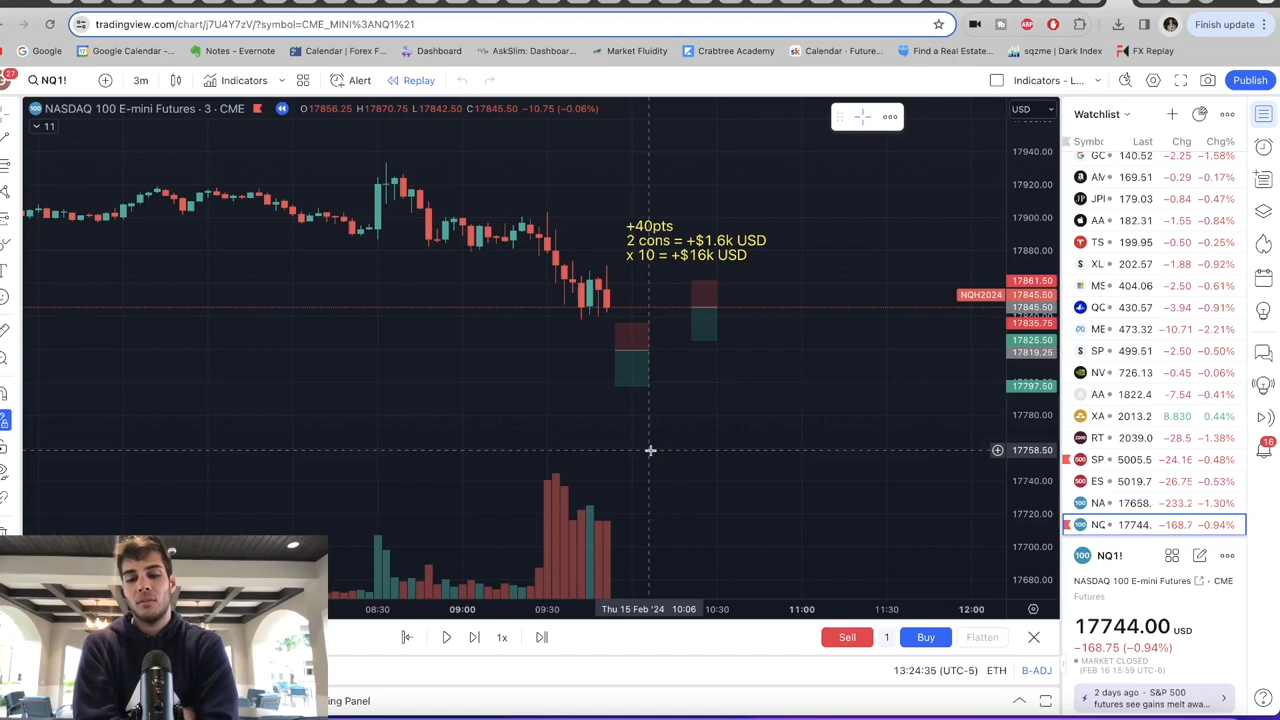 tradingview.com/chart/j7U4Y7zV/?symbol=CME_MINI%3ANQ1%21
Finish update
Google
Google Calendar -...
Notes - Evernote
Calendar | Forex F...
Dashboard
AskSlim: Dashboar...
Market Fluidity
Crabtree Academy
Calendar · Future...
Find a Real Estate...
sqzme | Dark Index
FX Replay
27
NQ1!
3m
Indicators
Alert
Replay
Indicators - L...
Publish
NASDAQ 100 E-mini Futures · 3 · CME
O17856.25 H17870.75 L17842.50 C17845.50 -10.75 (-0.06%)
11
USD
17940.00
17920.00
17900.00
17880.00
17861.50
NQH2024 17845.50
17845.50
17835.75
17825.50
17819.25
17797.50
17780.00
17758.50
17740.00
17720.00
17700.00
17680.00
+40pts
2 cons = +$1.6k USD
x 10 = +$16k USD
08:30
09:00
09:30
Thu 15 Feb '24 10:06
10:30
11:00
11:30
12:00
1x
Sell
1
Buy
Flatten
13:24:35 (UTC-5)
ETH
B-ADJ
ing Panel
Watchlist
Symbo Last Chg Chg%
GC 140.52 −2.25 −1.58%
AN 169.51 −0.29 −0.17%
JPI 179.03 −0.84 −0.47%
AA 182.31 −1.55 −0.84%
TS 199.95 −0.50 −0.25%
XL 202.57 −1.88 −0.92%
MS 404.06 −2.50 −0.61%
QC 430.57 −3.94 −0.91%
ME 473.32 −10.71 −2.21%
SP 499.51 −2.50 −0.50%
NV 726.13 −0.45 −0.06%
AA 1822.4 −7.54 −0.41%
XA 2013.2 8.830 0.44%
RT 2039.0 −28.5 −1.38%
SP 5005.5 −24.16 −0.48%
ES 5019.7 −26.75 −0.53%
NA 17658. −233.2 −1.30%
NQ 17744. −168.7 −0.94%
16
NQ1!
NASDAQ 100 E-mini Futures · CME
Futures
17744.00 USD
−168.75 (−0.94%)
MARKET CLOSED
(FEB 16 15:59 UTC-6)
2 days ago · S&P 500
futures see gains melt awa...